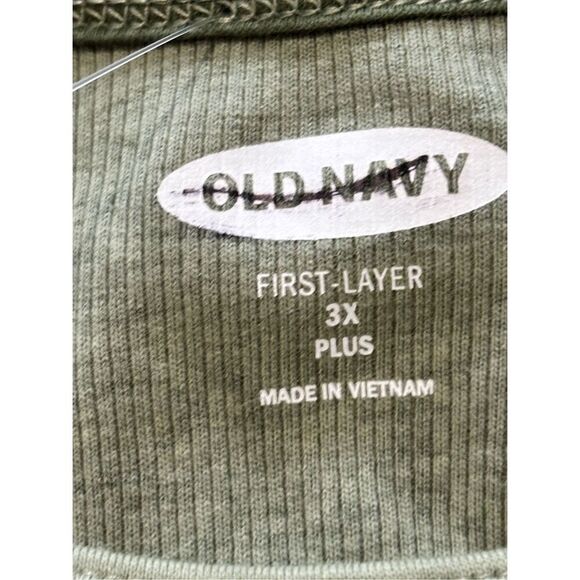 OLD NAVY
FIRST-LAYER
3X
PLUS
MADE IN VIETNAM